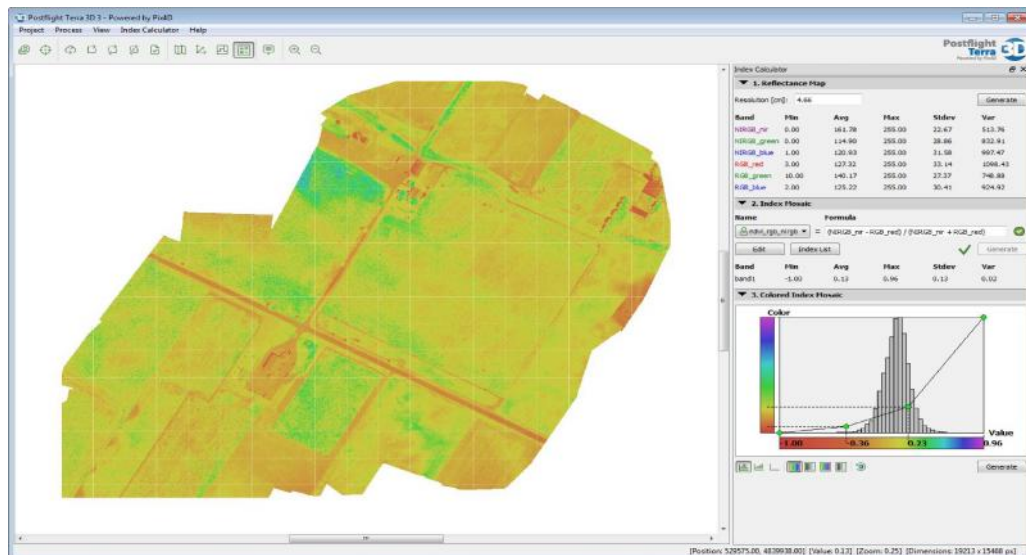 Postflight Terra 3D 3 - Powered by Pix4D
Project Process View Index Calculator Help
Postflight
Terra 3D
Powered by Pix4D
Index Calculator
1. Reflectance Map
Resolution [cm]: 4.66 Generate
Band Min Avg Max Stdev Var
NIRGB_nir 0.00 161.78 255.00 22.67 513.76
NIRGB_green 0.00 114.90 255.00 28.86 832.91
NIRGB_blue 1.00 120.93 255.00 31.58 997.47
RGB_red 3.00 127.32 255.00 33.14 1098.43
RGB_green 10.00 140.17 255.00 27.37 748.88
RGB_blue 2.00 125.22 255.00 30.41 924.92
2. Index Mosaic
Name Formula
ndvi_rgb_nirgb = (NIRGB_nir - RGB_red) / (NIRGB_nir + RGB_red)
Edit Index List Generate
Band Min Avg Max Stdev Var
band1 -1.00 0.13 0.96 0.13 0.02
3. Colored Index Mosaic
Color
Value
-1.00 -0.36 0.23 0.96
Generate
[Position: 529575.00, 4839938.00] [Value: 0.13] [Zoom: 0.25] [Dimensions: 19213 x 15468 px]